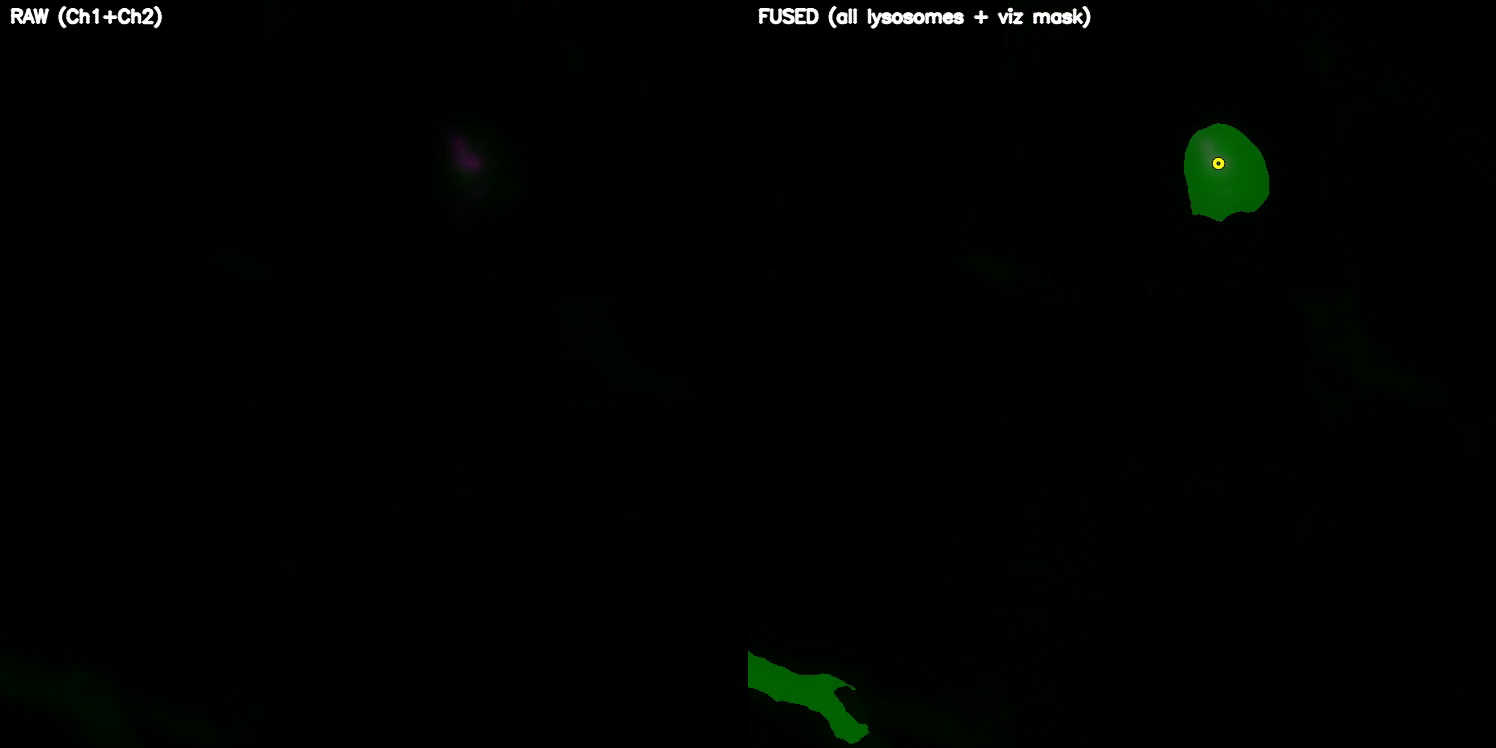 RAW (Ch1+Ch2)
FUSED (all lysosomes + viz mask)